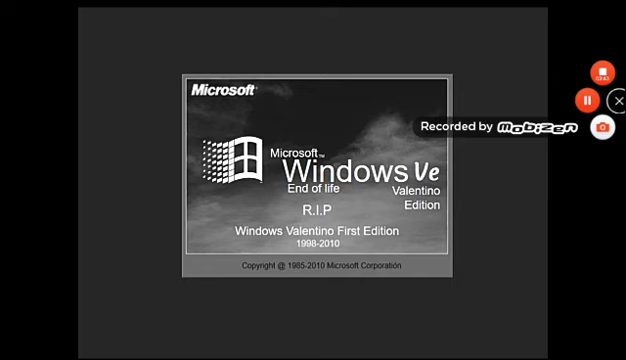 Microsoft
Recorded by Mobizen
Microsoft™
Windows Ve
End of life
Valentino
Edition
R.I.P
Windows Valentino First Edition
1998-2010
Copyright @ 1985-2010 Microsoft Corporation